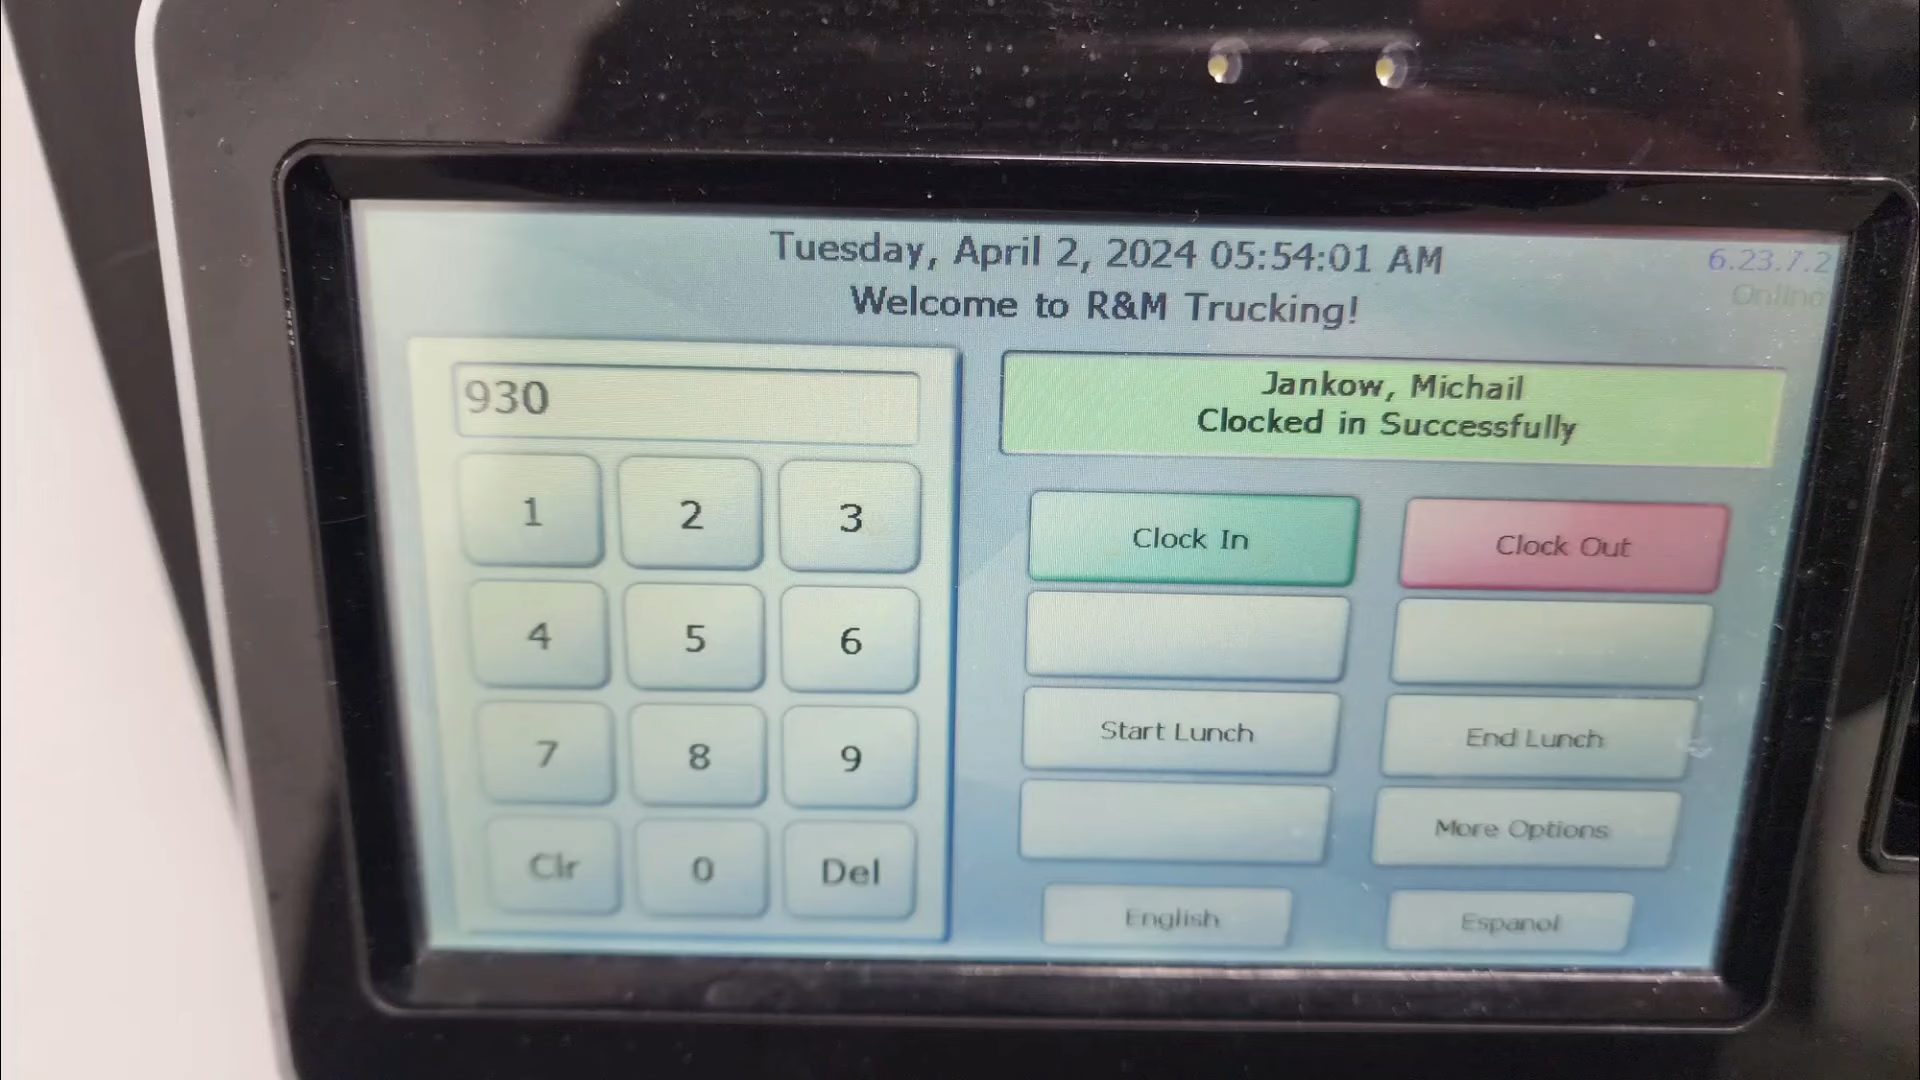 Tuesday, April 2, 2024 05:54:01 AM
6.23.7.2
Online
Welcome to R&M Trucking!
930
Jankow, Michail
Clocked in Successfully
1 2 3
4 5 6
7 8 9
Clr 0 Del
Clock In
Clock Out
Start Lunch
End Lunch
More Options
English
Espanol